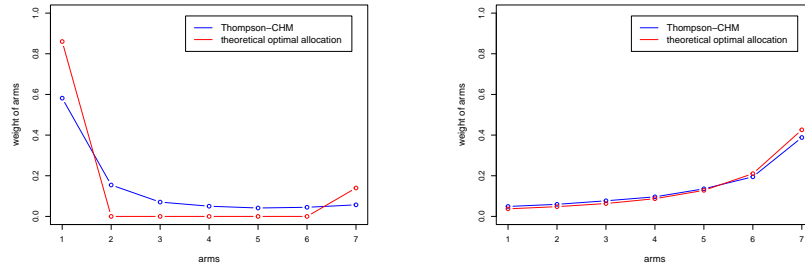 Thompson−CHM
theoretical optimal allocation
weight of arms
0.0 0.2 0.4 0.6 0.8 1.0
1 2 3 4 5 6 7
arms
Thompson−CHM
theoretical optimal allocation
weight of arms
0.0 0.2 0.4 0.6 0.8 1.0
1 2 3 4 5 6 7
arms